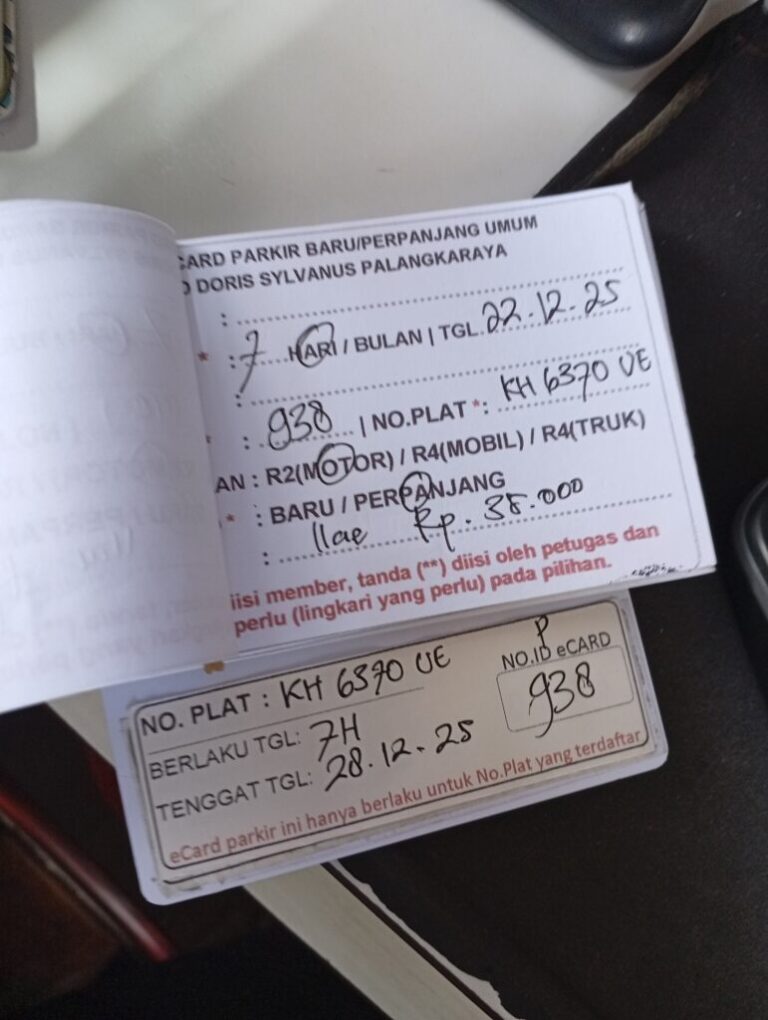 CARD PARKIR BARU/PERPANJANG UMUM
D DORIS SYLVANUS PALANGKARAYA
: 
* : 7 HARI / BULAN | TGL. 22.12.25
:
* : 938 | NO.PLAT *: KH 6370 UE
AN : R2(MOTOR) / R4(MOBIL) / R4(TRUK)
* : BARU / PERPANJANG
: Rp. 35.000
iisi member, tanda (**) diisi oleh petugas dan
perlu (lingkari yang perlu) pada pilihan.
P
NO. PLAT : KH 6370 UE
NO.ID eCARD
938
BERLAKU TGL: 7H
TENGGAT TGL: 28.12.25
eCard parkir ini hanya berlaku untuk No.Plat yang terdaftar